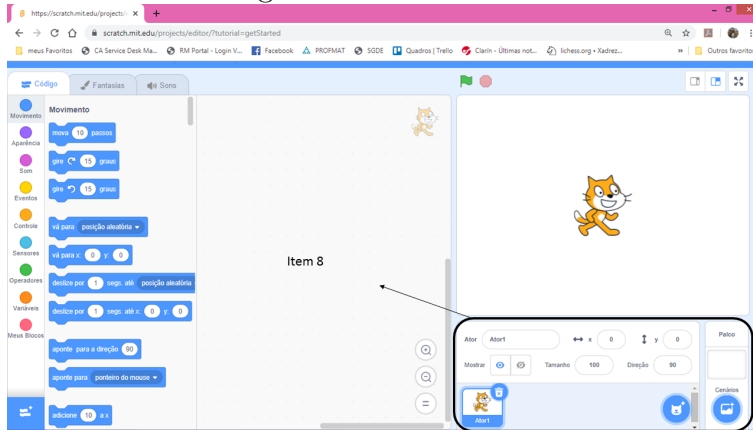 https://scratch.mit.edu/projects/
scratch.mit.edu/projects/editor/?tutorial=getStarted
meus Favoritos CA Service Desk Ma... RM Portal - Login V... Facebook PROFMAT SGDE Quadros | Trello Clarín - Últimas not... lichess.org • Xadrez... » Outros favoritos
Código Fantasias Sons
Movimento
Aparência
Som
Eventos
Controle
Sensores
Operadores
Variáveis
Meus Blocos
Movimento
mova 10 passos
gire 15 graus
gire 15 graus
vá para posição aleatória
vá para x: 0 y: 0
deslize por 1 segs. até posição aleatória
deslize por 1 segs. até x: 0 y: 0
aponte para a direção 90
aponte para ponteiro do mouse
adicione 10 a x
Item 8
Ator Ator1 x 0 y 0
Mostrar Tamanho 100 Direção 90
Ator1
Palco
Cenários